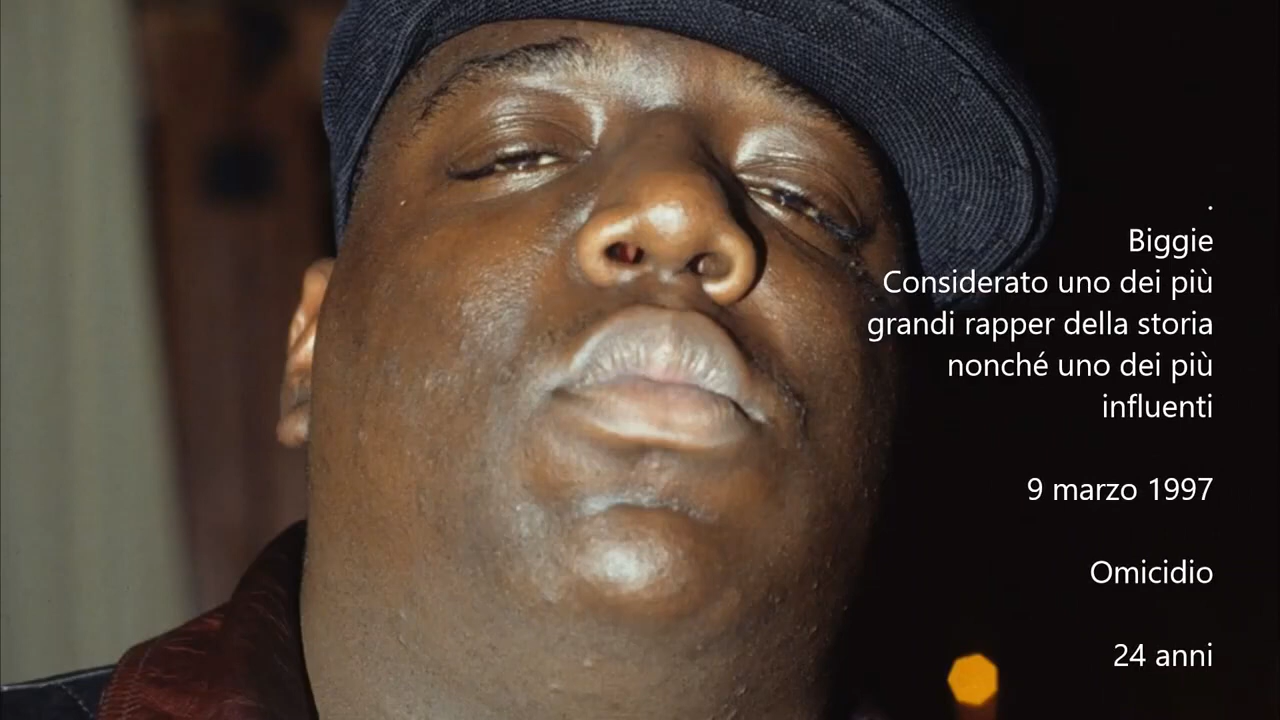 .
Biggie
Considerato uno dei più
grandi rapper della storia
nonché uno dei più
influenti
9 marzo 1997
Omicidio
24 anni